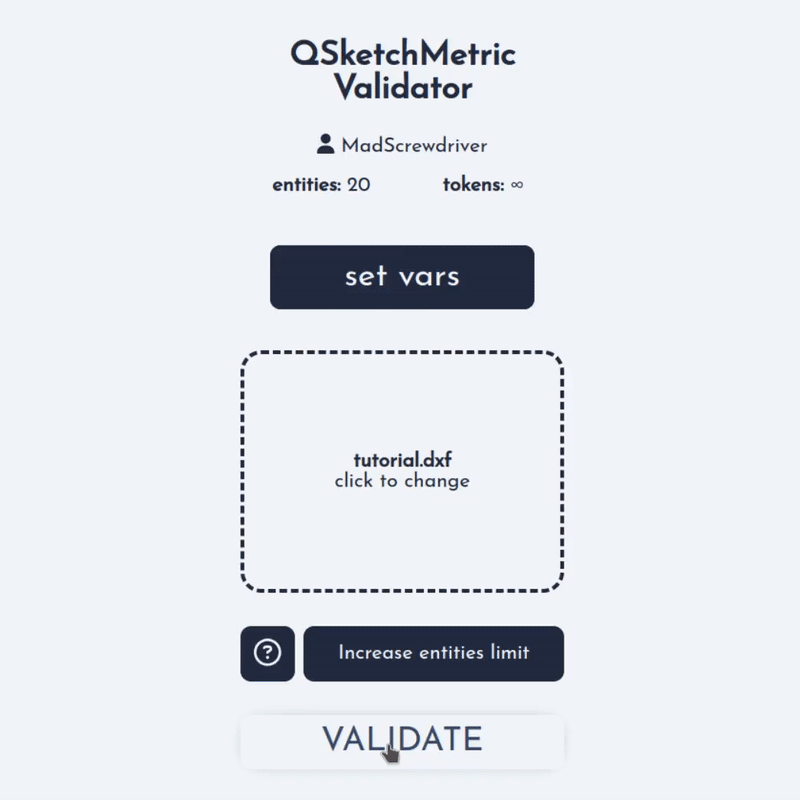 QSketchMetric
Validator
MadScrewdriver
entities: 20 tokens: ∞
set vars
tutorial.dxf
click to change
?
Increase entities limit
VALIDATE